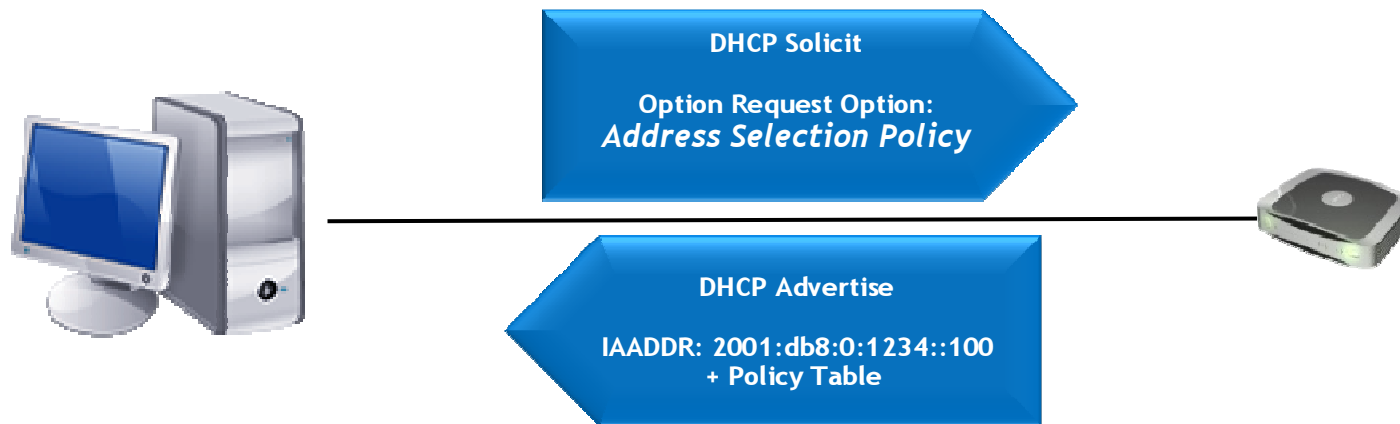 DHCP Solicit
Option Request Option:
Address Selection Policy
DHCP Advertise
IAADDR: 2001:db8:0:1234::100
+ Policy Table